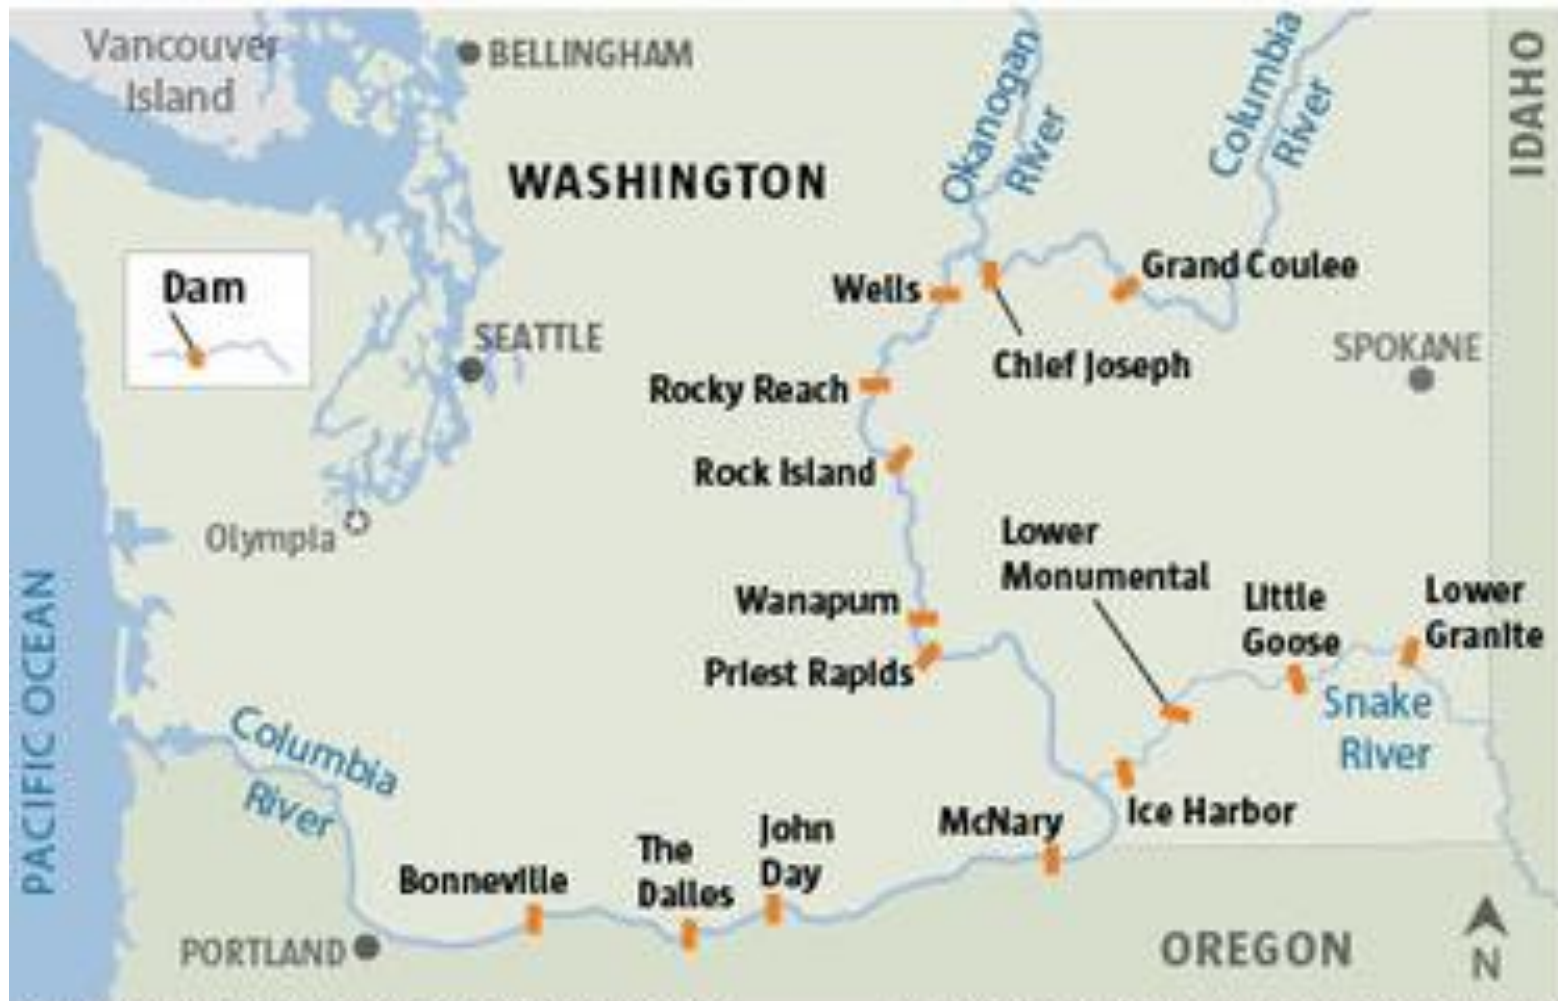 Vancouver
Island
BELLINGHAM
WASHINGTON
Okanogan
River
Columbia
River
IDAHO
Dam
SEATTLE
Wells
Grand Coulee
Chief Joseph
SPOKANE
Rocky Reach
Rock Island
Olympia
Lower
Monumental
Wanapum
Priest Rapids
Little
Goose
Lower
Granite
Snake
River
PACIFIC OCEAN
Columbia
River
Ice Harbor
McNary
John
Day
The
Dalles
Bonneville
PORTLAND
OREGON
N